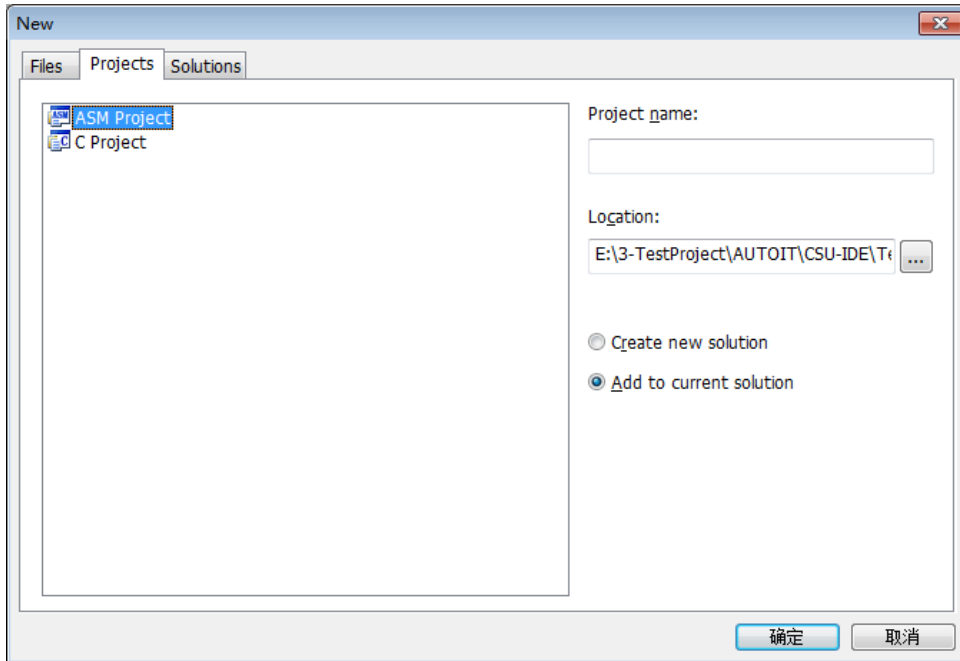 New
Files Projects Solutions
ASM Project
C Project
Project name:
Location:
E:\3-TestProject\AUTOIT\CSU-IDE\Te
...
Create new solution
Add to current solution
确定 取消